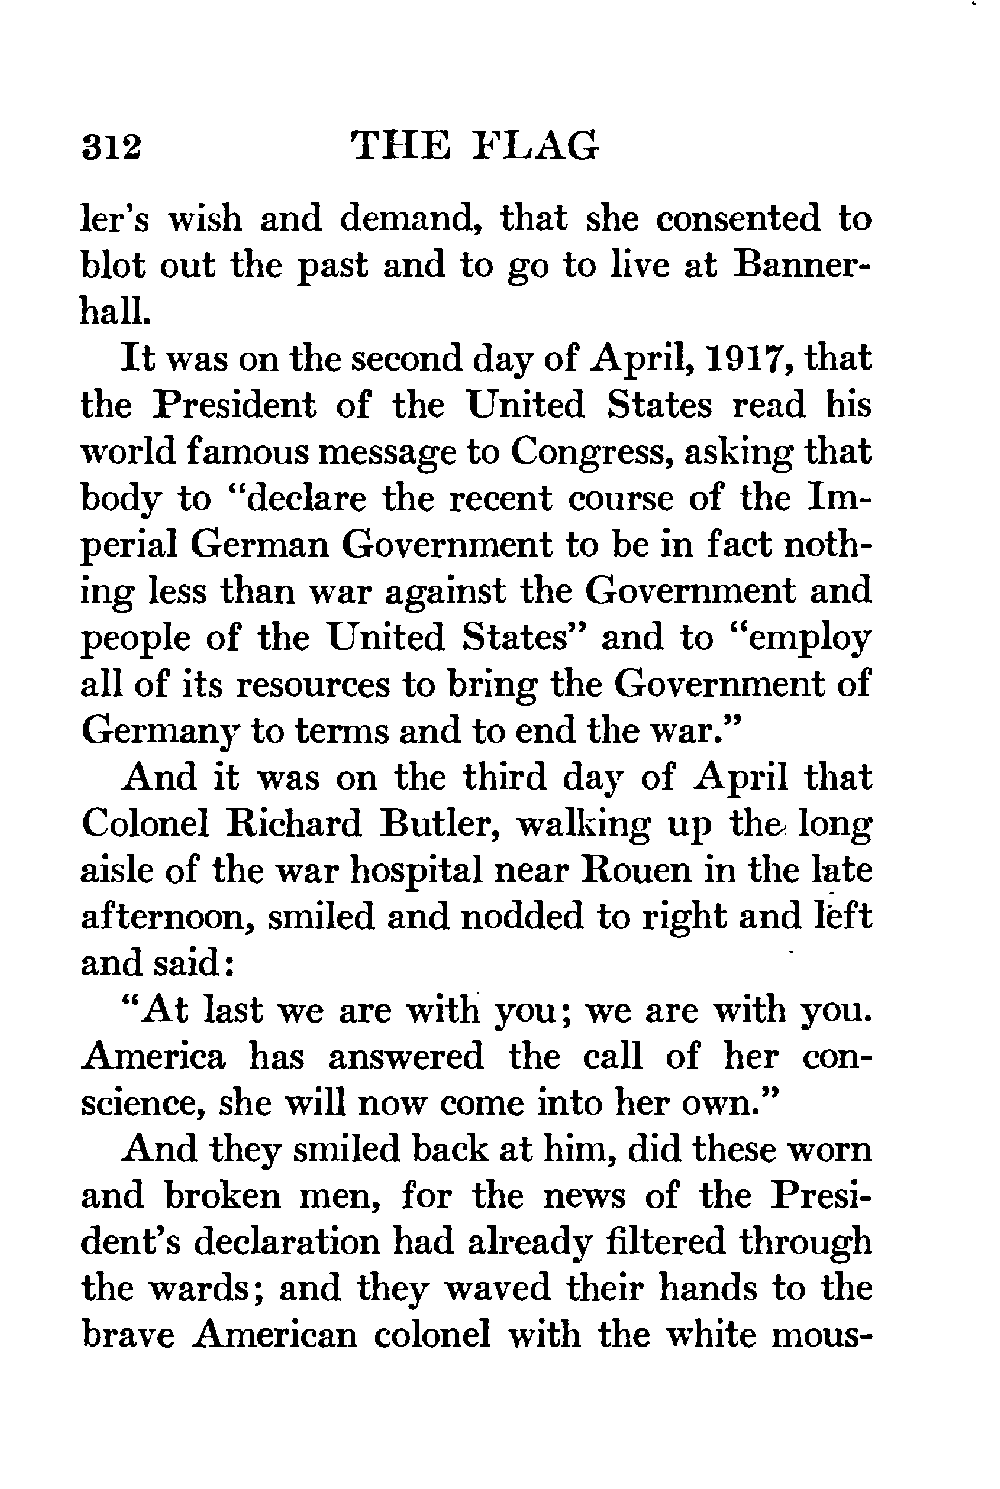 312 THE FLAG
ler's wish and demand, that she consented to
blot out the past and to go to live at Banner-
hall.
It was on the second day of April, 1917, that
the President of the United States read his
world famous message to Congress, asking that
body to “declare the recent course of the Im-
perial German Government to be in fact noth-
ing less than war against the Government and
people of the United States” and to “employ
all of its resources to bring the Government of
Germany to terms and to end the war.”
And it was on the third day of April that
Colonel Richard Butler, walking up the long
aisle of the war hospital near Rouen in the late
afternoon, smiled and nodded to right and left
and said:
“At last we are with you; we are with you.
America has answered the call of her con-
science, she will now come into her own.”
And they smiled back at him, did these worn
and broken men, for the news of the Presi-
dent's declaration had already filtered through
the wards; and they waved their hands to the
brave American colonel with the white mous-